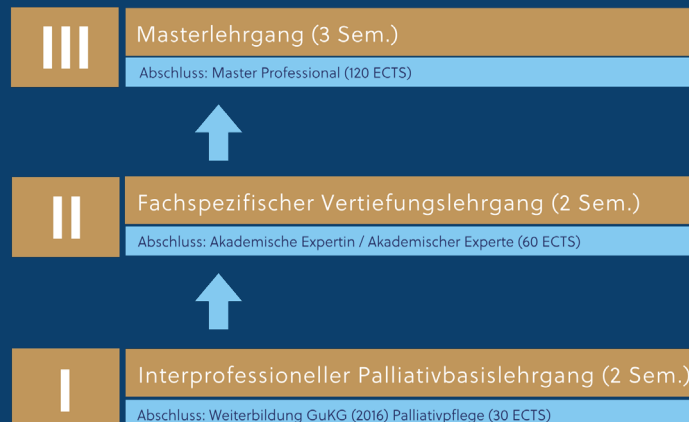 III
Masterlehrgang (3 Sem.)
Abschluss: Master Professional (120 ECTS)
II
Fachspezifischer Vertiefungslehrgang (2 Sem.)
Abschluss: Akademische Expertin / Akademischer Experte (60 ECTS)
I
Interprofessioneller Palliativbasislehrgang (2 Sem.)
Abschluss: Weiterbildung GuKG (2016) Palliativpflege (30 ECTS)